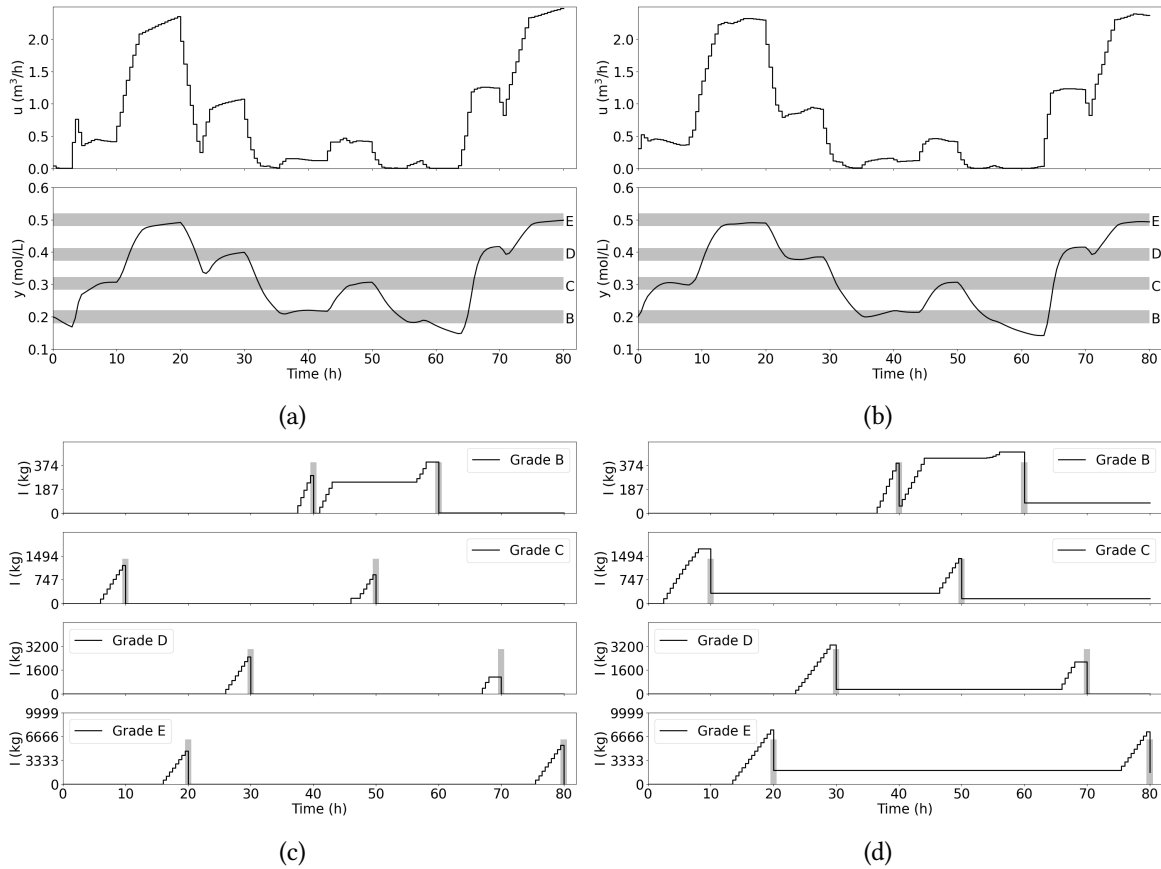 2.0
1.5
1.0
0.5
0.0
u (m³/h)
0.6
0.5
0.4
0.3
0.2
0.1
y (mol/L)
E
D
C
B
0 10 20 30 40 50 60 70 80
Time (h)
(a)
2.0
1.5
1.0
0.5
0.0
u (m³/h)
0.6
0.5
0.4
0.3
0.2
0.1
y (mol/L)
E
D
C
B
0 10 20 30 40 50 60 70 80
Time (h)
(b)
374
187
0
I (kg)
Grade B
1494
747
0
I (kg)
Grade C
3200
1600
0
I (kg)
Grade D
9999
6666
3333
0
I (kg)
Grade E
0 10 20 30 40 50 60 70 80
Time (h)
(c)
374
187
0
I (kg)
Grade B
1494
747
0
I (kg)
Grade C
3200
1600
0
I (kg)
Grade D
9999
6666
3333
0
I (kg)
Grade E
0 10 20 30 40 50 60 70 80
Time (h)
(d)